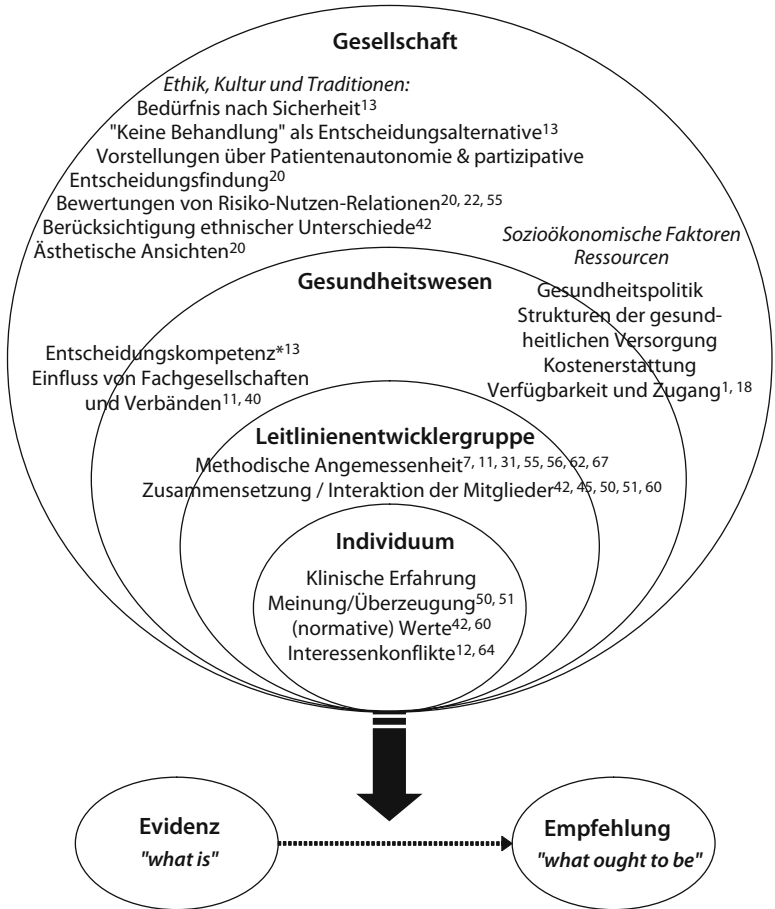 Gesellschaft
Ethik, Kultur und Traditionen:
Bedürfnis nach Sicherheit13
"Keine Behandlung" als Entscheidungsalternative13
Vorstellungen über Patientenautonomie & partizipative
Entscheidungsfindung20
Bewertungen von Risiko-Nutzen-Relationen20, 22, 55
Berücksichtigung ethnischer Unterschiede42
Ästhetische Ansichten20
Sozioökonomische Faktoren
Ressourcen
Gesundheitspolitik
Strukturen der gesund-
heitlichen Versorgung
Kostenerstattung
Verfügbarkeit und Zugang1, 18
Gesundheitswesen
Entscheidungskompetenz*13
Einfluss von Fachgesellschaften
und Verbänden11, 40
Leitlinienentwicklergruppe
Methodische Angemessenheit7, 11, 31, 55, 56, 62, 67
Zusammensetzung / Interaktion der Mitglieder42, 45, 50, 51, 60
Individuum
Klinische Erfahrung
Meinung/Überzeugung50, 51
(normative) Werte42, 60
Interessenkonflikte12, 64
Evidenz
"what is"
Empfehlung
"what ought to be"